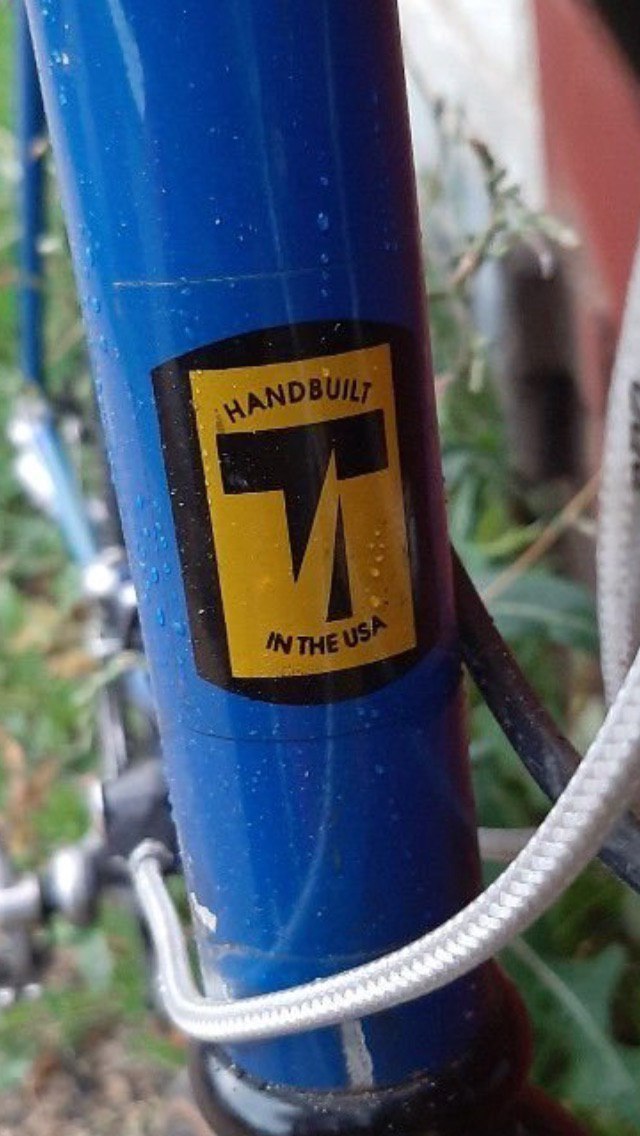 HANDBUILT
T
IN THE USA